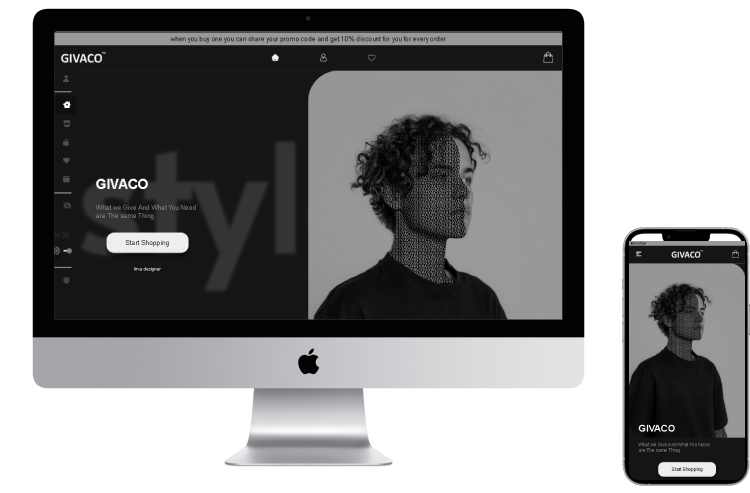 when you buy one you can share your promo code and get 10% discount for you for every order
GIVACO™
styl
GIVACO
What we Give And What You Need
are The same Thing
Start Shopping
Im a designer
GIVACO™
GIVACO
What we Give And What You Need
are The same Thing
Start Shopping